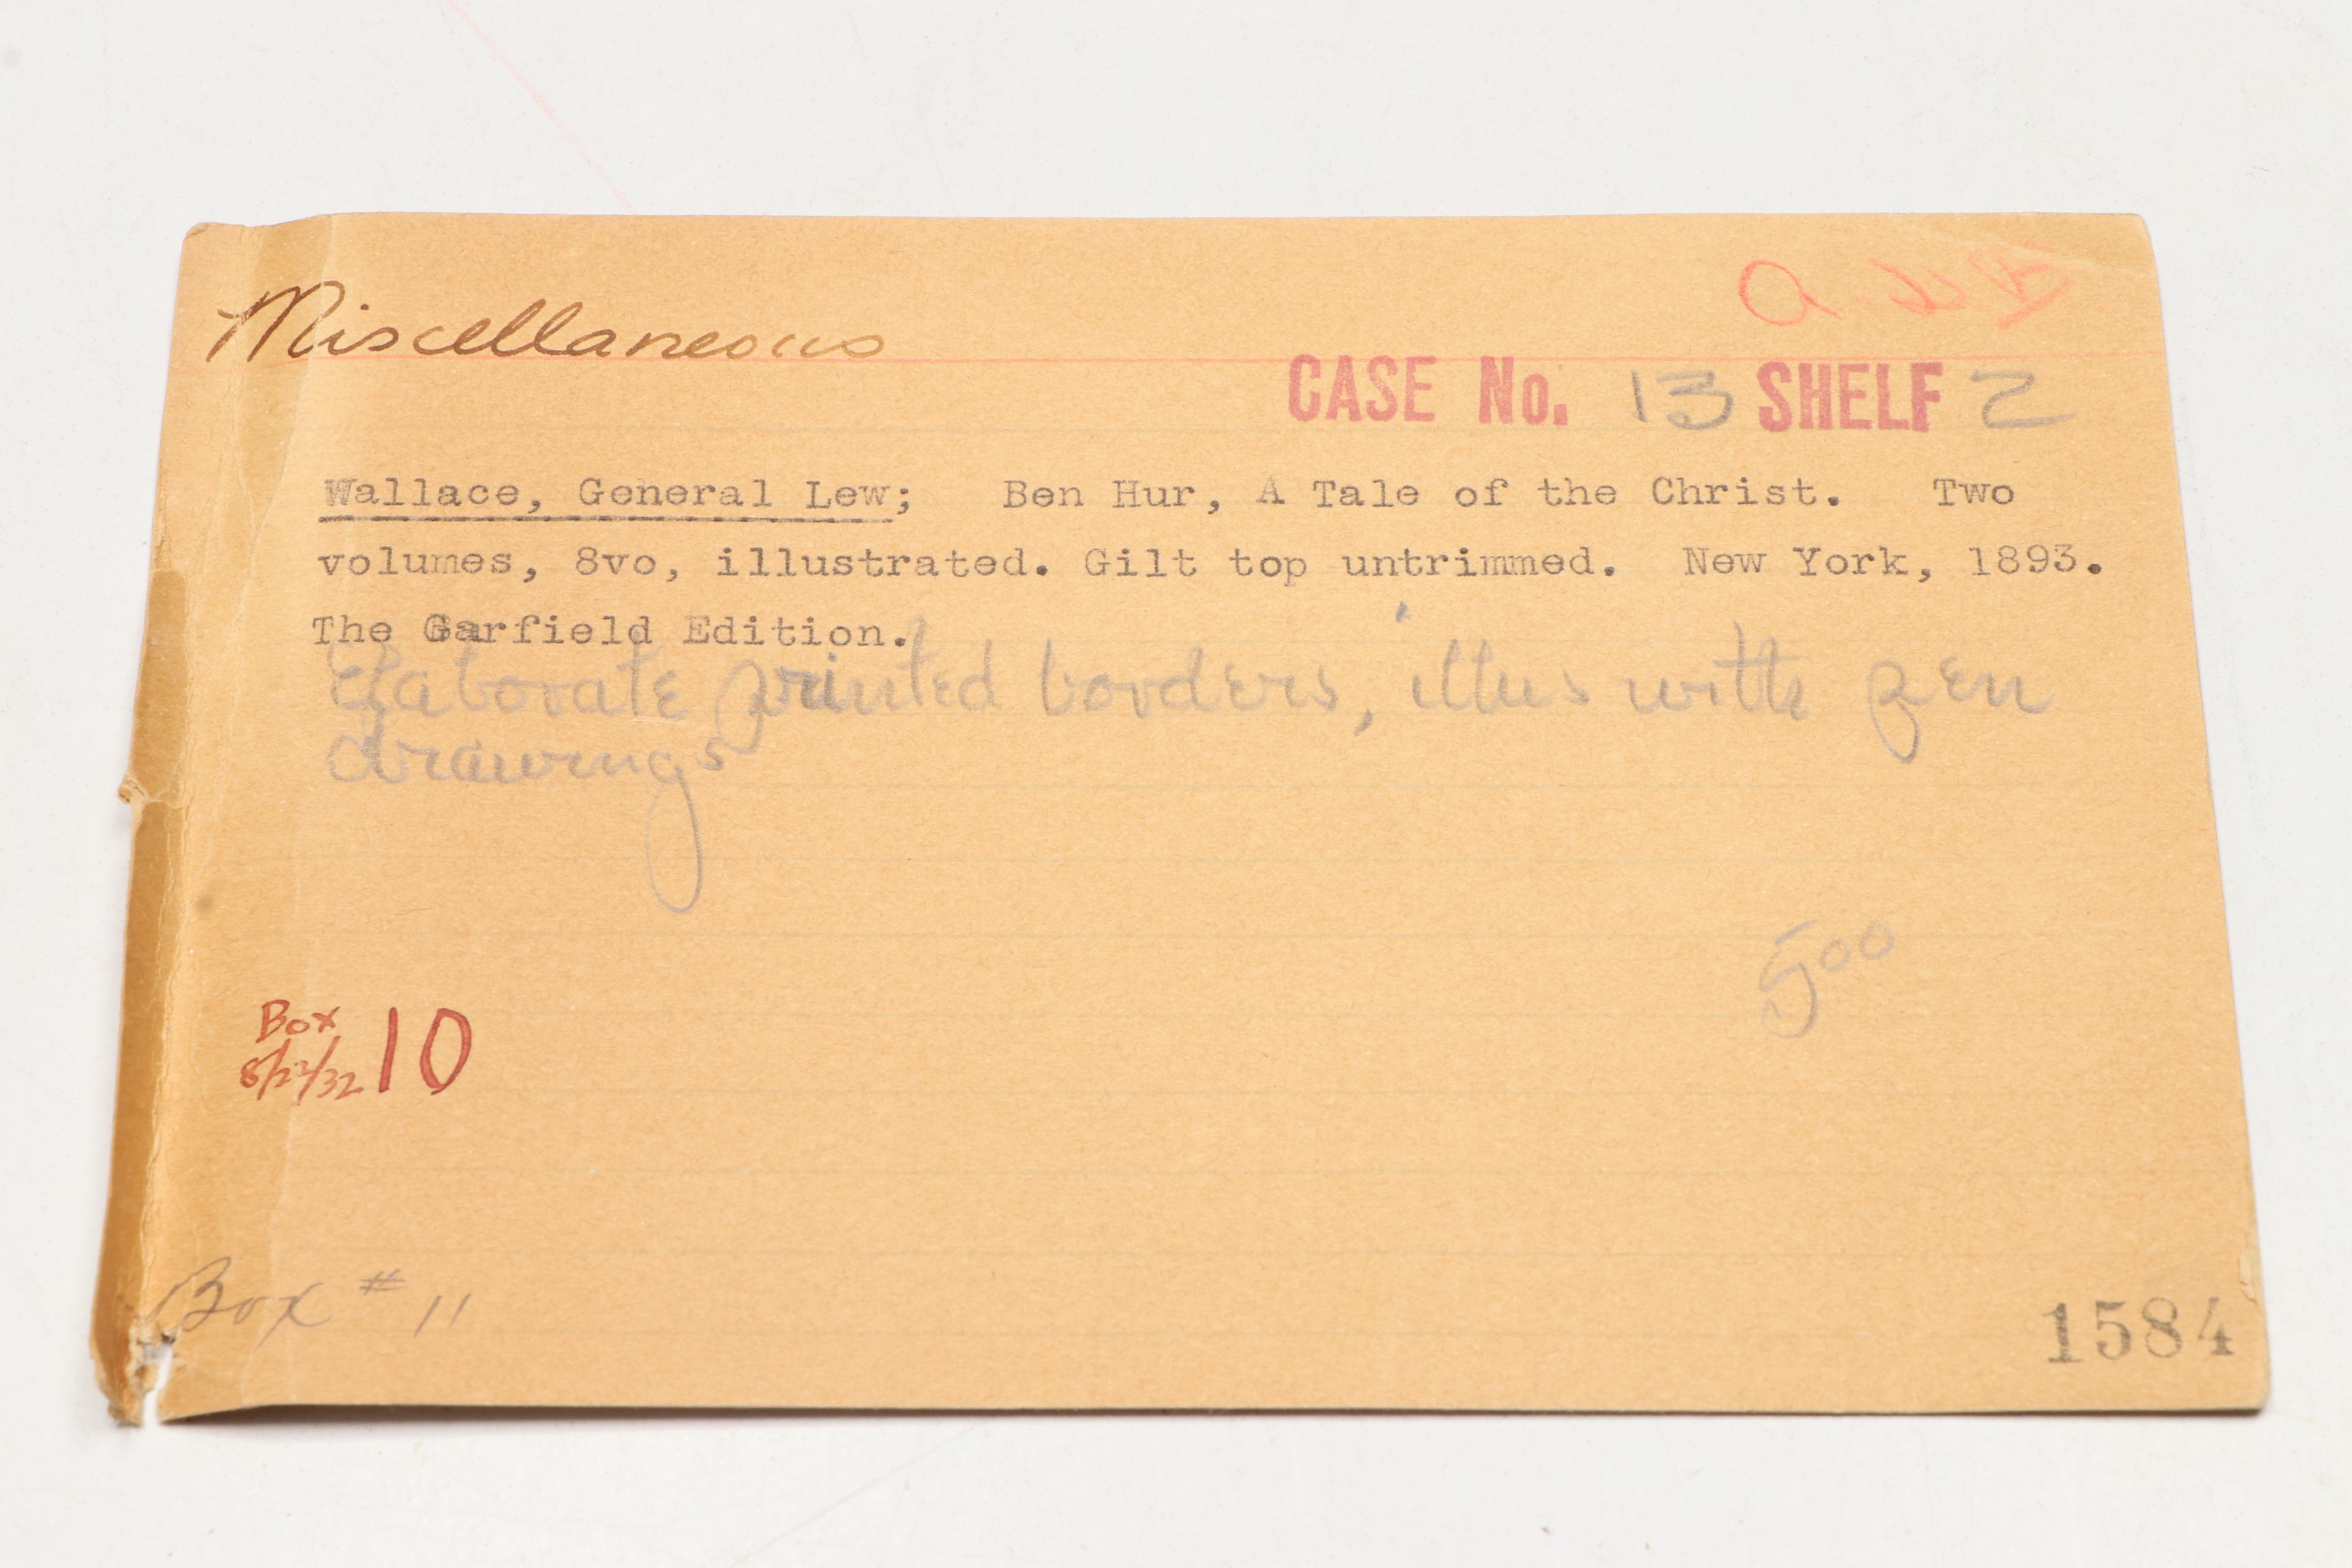 Miscellaneous
CASE No. 13 SHELF 2
Wallace, General Lew; Ben Hur, A Tale of the Christ. Two
volumes, 8vo, illustrated. Gilt top untrimmed. New York, 1893.
The Garfield Edition.
Elaborate printed borders, illus with pen
drawings
500
Box
8/23/32 10
Box # 11
1584